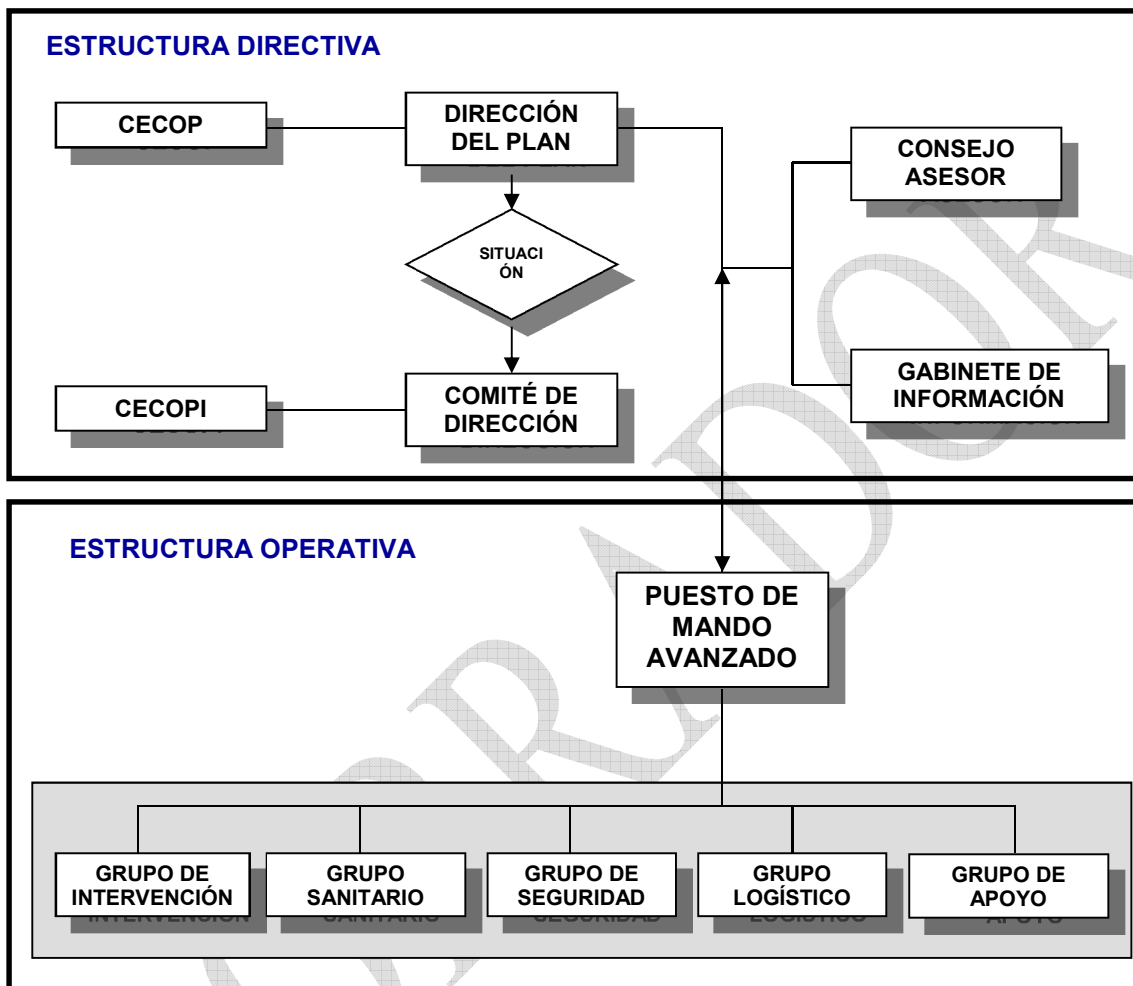 ESTRUCTURA DIRECTIVA
CECOP
DIRECCIÓN
DEL PLAN
CONSEJO
ASESOR
SITUACI
ÓN
GABINETE DE
INFORMACIÓN
CECOPI
COMITÉ DE
DIRECCIÓN
ESTRUCTURA OPERATIVA
PUESTO DE
MANDO
AVANZADO
GRUPO DE
INTERVENCIÓN
GRUPO
SANITARIO
GRUPO DE
SEGURIDAD
GRUPO
LOGÍSTICO
GRUPO DE
APOYO